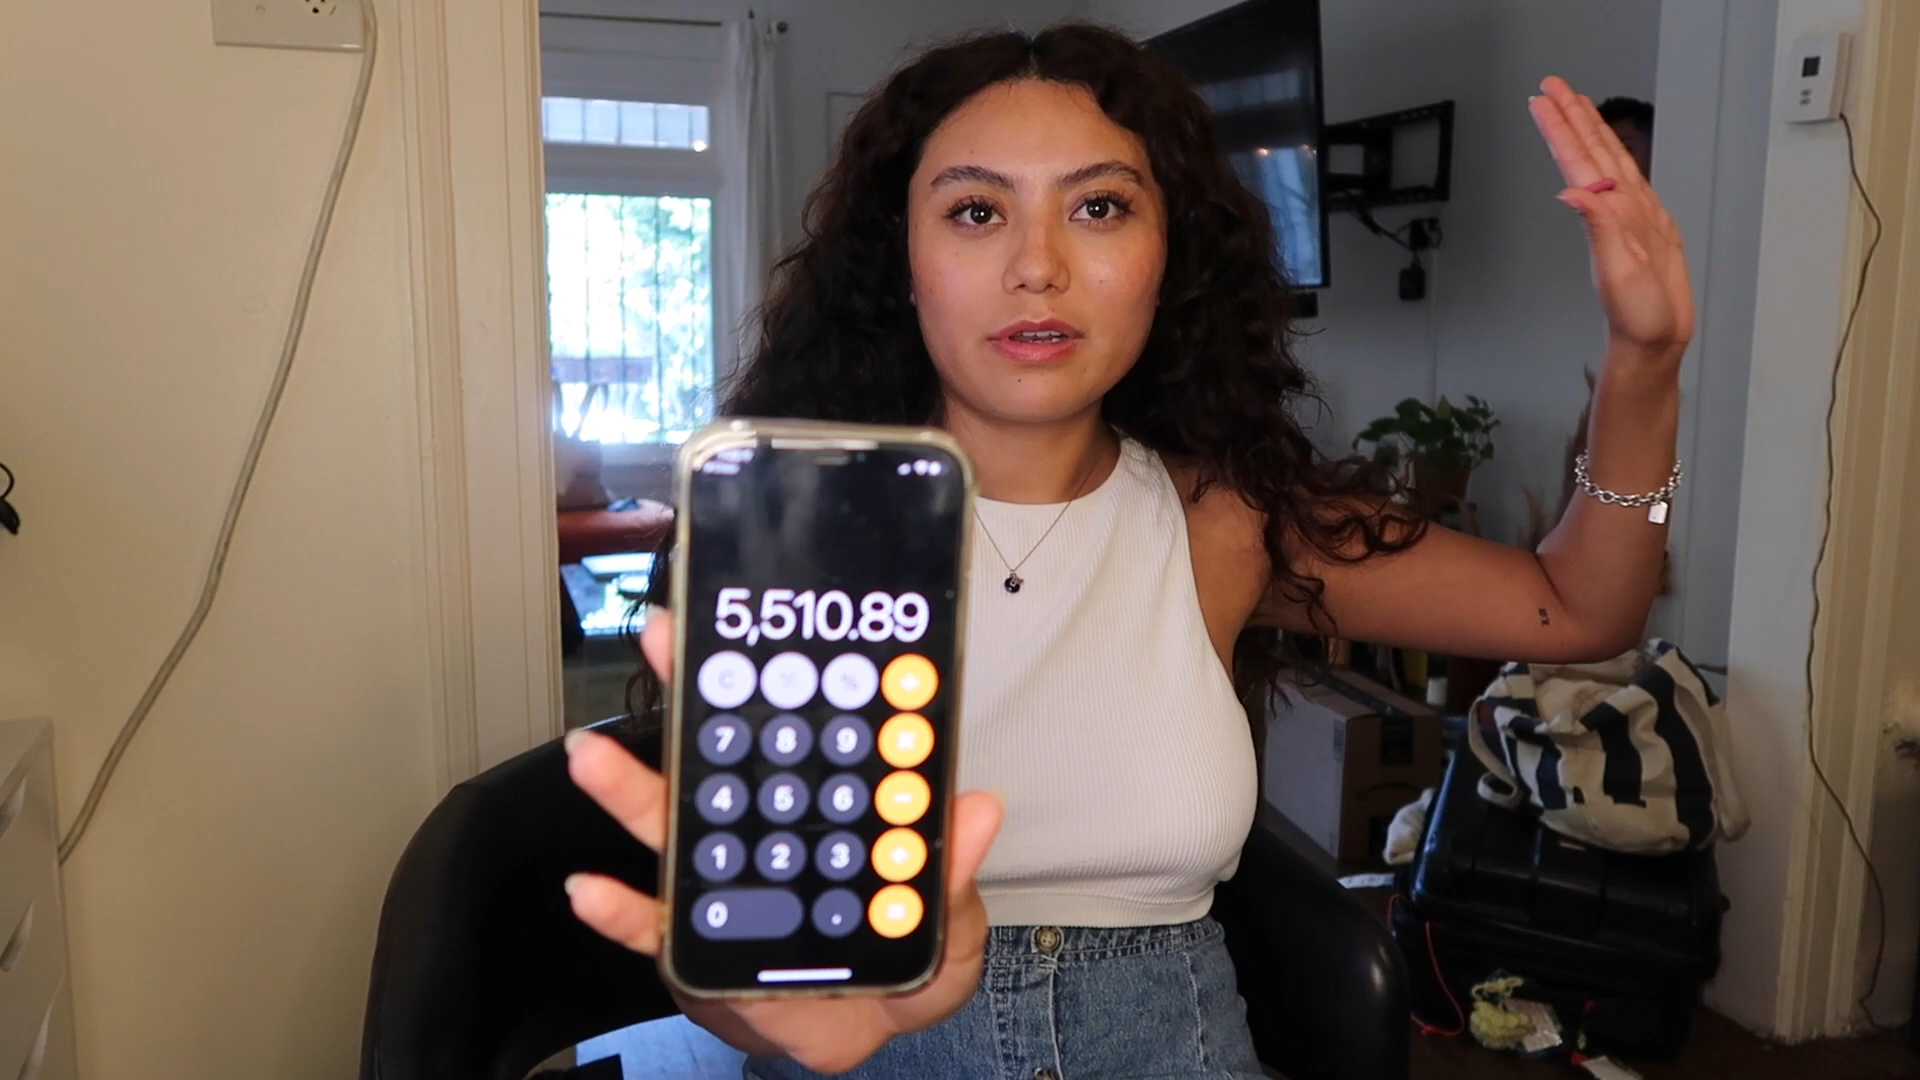 5,510.89
C % +
7 8 9 ×
4 5 6 −
1 2 3 +
0 . =